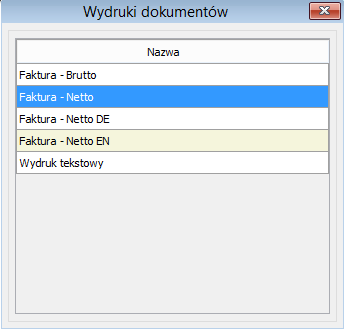 Wydruki dokumentów
Nazwa
Faktura - Brutto
Faktura - Netto
Faktura - Netto DE
Faktura - Netto EN
Wydruk tekstowy